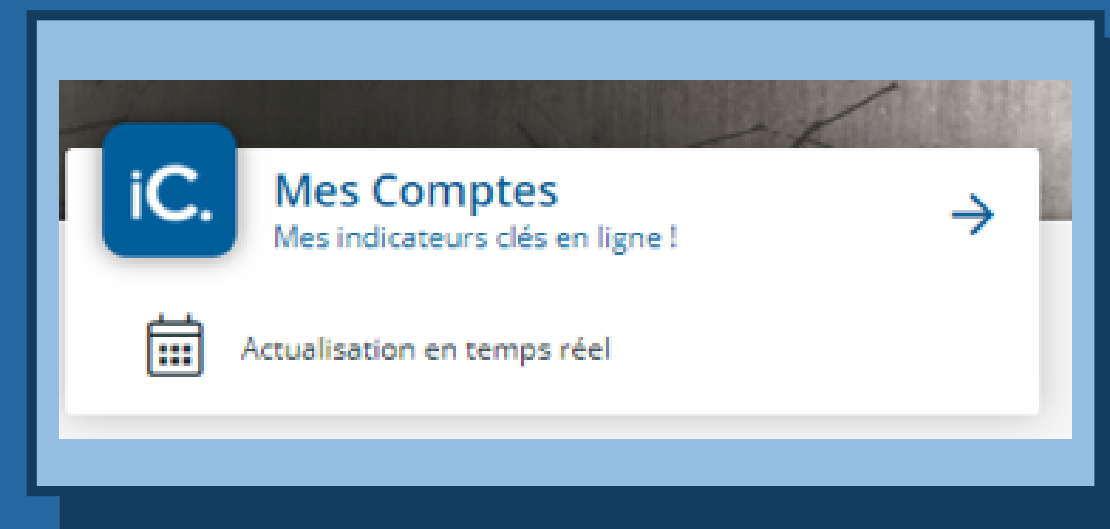 iC.
Mes Comptes
Mes indicateurs clés en ligne !
Actualisation en temps réel